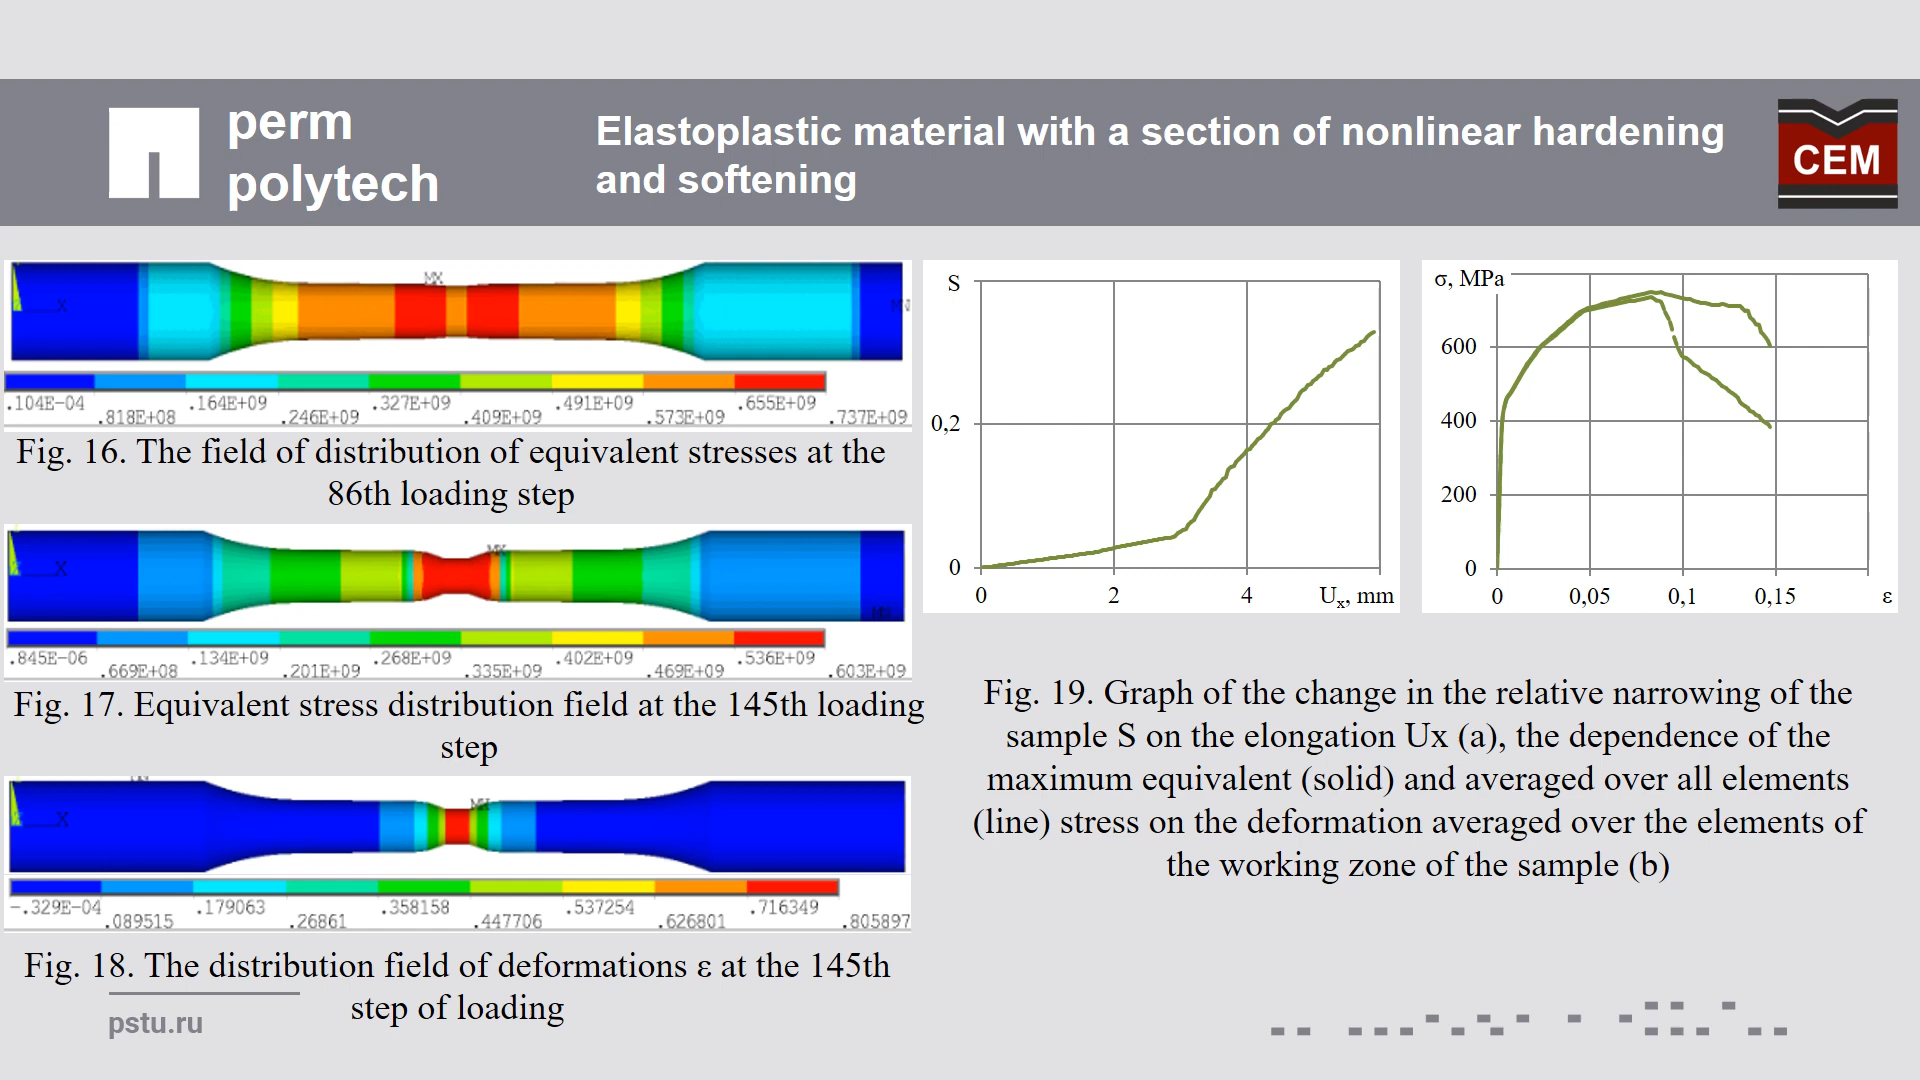 perm
polytech
Elastoplastic material with a section of nonlinear hardening
and softening
CEM
MX
X
.104E-04
.818E+08
.164E+09
.246E+09
.327E+09
.409E+09
.491E+09
.573E+09
.655E+09
.737E+09
Fig. 16. The field of distribution of equivalent stresses at the
86th loading step
X
.845E-06
.669E+08
.134E+09
.201E+09
.268E+09
.335E+09
.402E+09
.469E+09
.536E+09
.603E+09
Fig. 17. Equivalent stress distribution field at the 145th loading
step
X
-.329E-04
.089515
.179063
.26861
.358158
.447706
.537254
.626801
.716349
.805897
Fig. 18. The distribution field of deformations ε at the 145th
step of loading
S
0,2
0
0 2 4 Ux, mm
σ, MPa
600
400
200
0
0 0,05 0,1 0,15 ε
Fig. 19. Graph of the change in the relative narrowing of the
sample S on the elongation Ux (a), the dependence of the
maximum equivalent (solid) and averaged over all elements
(line) stress on the deformation averaged over the elements of
the working zone of the sample (b)
pstu.ru